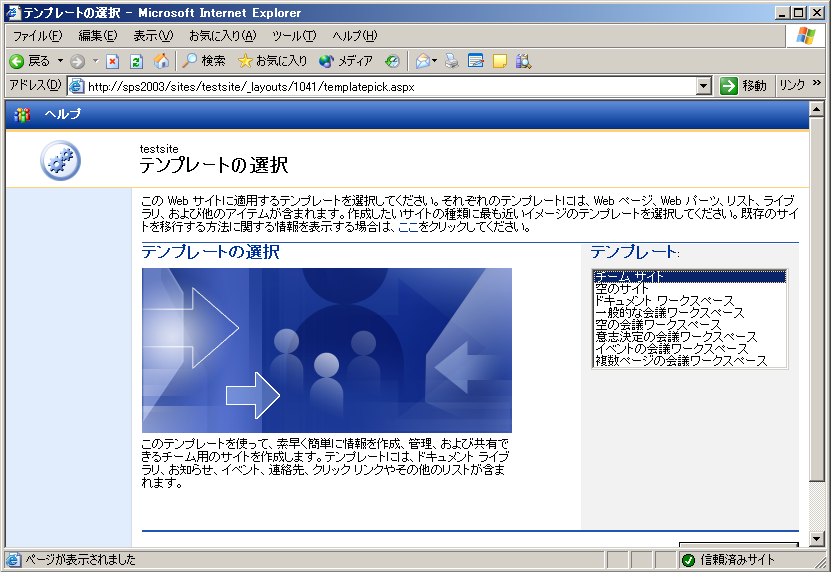 テンプレートの選択 - Microsoft Internet Explorer
ファイル(F) 編集(E) 表示(V) お気に入り(A) ツール(T) ヘルプ(H)
戻る 検索 お気に入り メディア
アドレス(D) http://sps2003/sites/testsite/_layouts/1041/templatepick.aspx 移動 リンク »
ヘルプ
testsite
テンプレートの選択
この Web サイトに適用するテンプレートを選択してください。それぞれのテンプレートには、Web ページ、Web パーツ、リスト、ライブ
ラリ、および他のアイテムが含まれます。作成したいサイトの種類に最も近いイメージのテンプレートを選択してください。既存のサイ
トを移行する方法に関する情報を表示する場合は、ここをクリックしてください。
テンプレートの選択
このテンプレートを使って、素早く簡単に情報を作成、管理、および共有で
きるチーム用のサイトを作成します。テンプレートには、ドキュメント ライブ
ラリ、お知らせ、イベント、連絡先、クリック リンクやその他のリストが含ま
れます。
テンプレート:
チーム サイト
空のサイト
ドキュメント ワークスペース
一般的な会議ワークスペース
空の会議ワークスペース
意志決定の会議ワークスペース
イベントの会議ワークスペース
複数ページの会議ワークスペース
ページが表示されました 信頼済みサイト